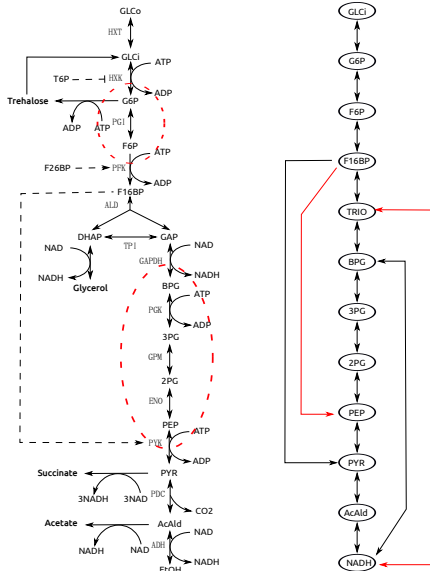 GLCo
HXT
GLCi
ATP
T6P
HXK
ADP
Trehalose
G6P
ADP
ATP
PGI
F6P
ATP
F26BP
PFK
ADP
F16BP
ALD
DHAP
GAP
TPI
NAD
NAD
GAPDH
NADH
NADH
Glycerol
BPG
ATP
PGK
ADP
3PG
GPM
2PG
ENO
PEP
ATP
PYK
ADP
Succinate
PYR
3NADH
3NAD
PDC
CO2
Acetate
AcAld
NAD
NADH
NAD
ADH
NADH
EtOH
GLCi
G6P
F6P
F16BP
TRIO
BPG
3PG
2PG
PEP
PYR
AcAld
NADH